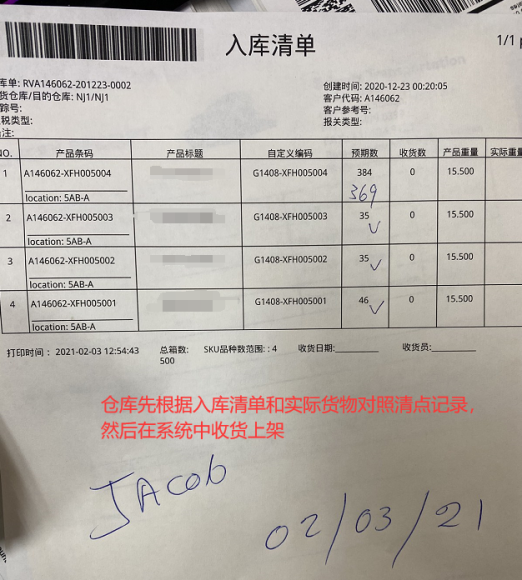 入库清单
1/1
库单: RVA146062-201223-0002
创建时间: 2020-12-23 00:20:05
货仓库/目的仓库: NJ1/NJ1
客户代码: A146062
踪号:
客户参考号:
税类型:
报关类型:
注:
NO. 产品条码 产品标题 自定义编码 预期数 收货数 产品重量 实际重量
1 A146062-XFH005004 G1408-XFH005004 384 0 15.500
369
location: 5AB-A
2 A146062-XFH005003 G1408-XFH005003 35 0 15.500
location: 5AB-A
3 A146062-XFH005002 G1408-XFH005002 35 0 15.500
location: 5AB-A
4 A146062-XFH005001 G1408-XFH005001 46 0 15.500
location: 5AB-A
打印时间: 2021-02-03 12:54:43 总箱数: 500 SKU品种数范围: : 4 收货日期: 收货员:
仓库先根据入库清单和实际货物对照清点记录,
然后在系统中收货上架
JAcob
02/03/21